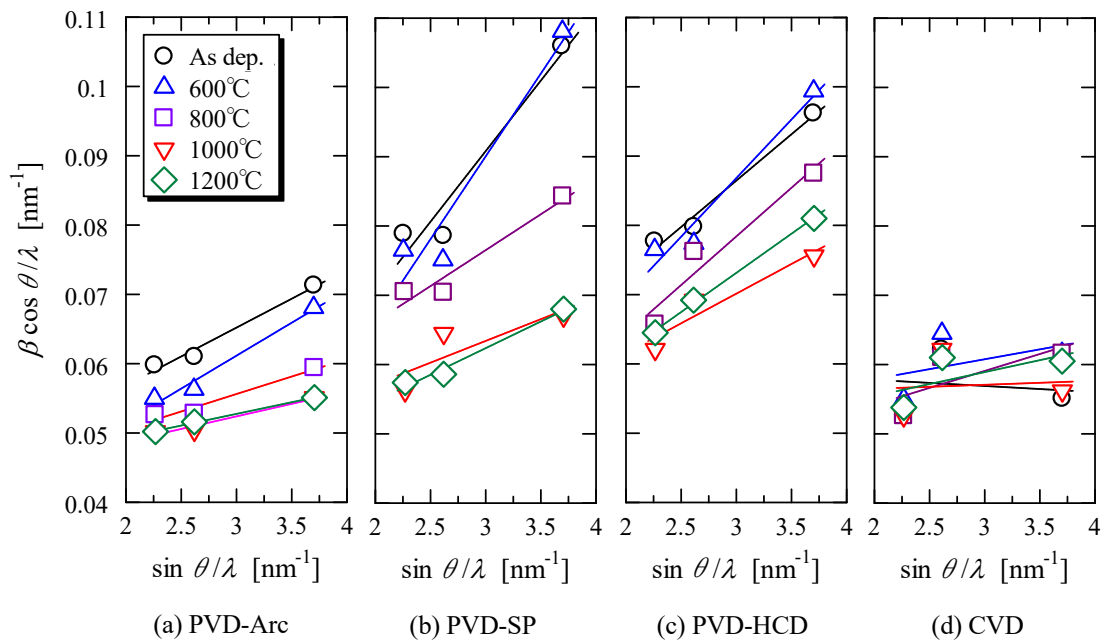 0.11
0.1
0.09
0.08
0.07
0.06
0.05
0.04
β cos θ/λ [nm⁻¹]
As dep.
600℃
800℃
1000℃
1200℃
2 2.5 3 3.5 4
2 2.5 3 3.5 4
2 2.5 3 3.5 4
2 2.5 3 3.5 4
sin θ/λ [nm⁻¹]
sin θ/λ [nm⁻¹]
sin θ/λ [nm⁻¹]
sin θ/λ [nm⁻¹]
(a) PVD-Arc
(b) PVD-SP
(c) PVD-HCD
(d) CVD